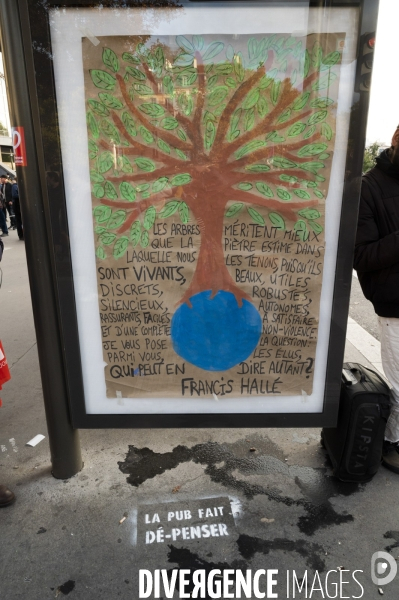 LES ARBRES MÉRITENT MIEUX
QUE LA PIÈTRE ESTIME DANS
LAQUELLE NOUS LES TENONS, PUISQU'ILS
SONT VIVANTS, BEAUX, UTILES
DISCRETS, ROBUSTES,
SILENCIEUX, AUTONOMES,
RASSURANTS, FACILES À SATISFAIRE
ET D'UNE COMPLÈTE NON-VIOLENCE.
JE VOUS POSE LA QUESTION:
PARMI VOUS, LES ÉLUS,
QUI PEUT EN DIRE AUTANT?
FRANCIS HALLÉ
KIPSTA
LA PUB FAIT
DÉ-PENSER
DIVERGENCE IMAGES
d